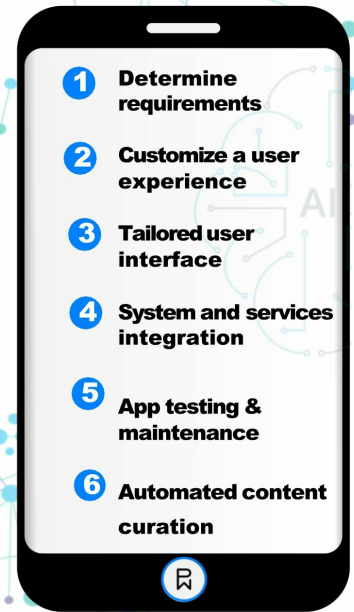 1 Determine
requirements
2 Customize a user
experience
3 Tailored user
interface
AI
4 System and services
integration
5 App testing &
maintenance
6 Automated content
curation